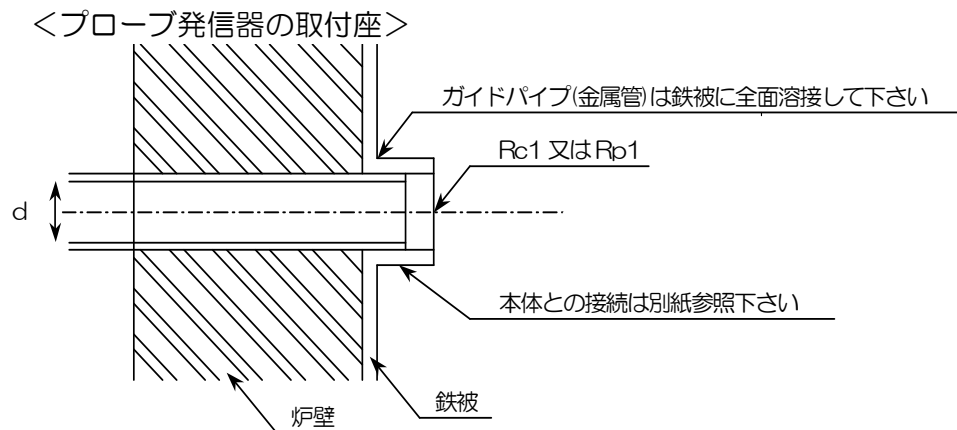 ＜プローブ発信器の取付座＞
ガイドパイプ(金属管)は鉄被に全面溶接して下さい
Rc1 又は Rp1
d
本体との接続は別紙参照下さい
鉄被
炉壁